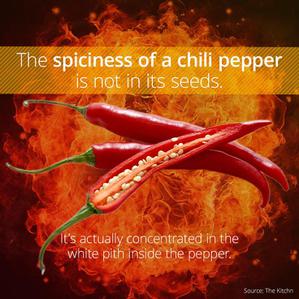 The spiciness of a chili pepper
is not in its seeds.
It's actually concentrated in the
white pith inside the pepper.
Source: The Kitchn